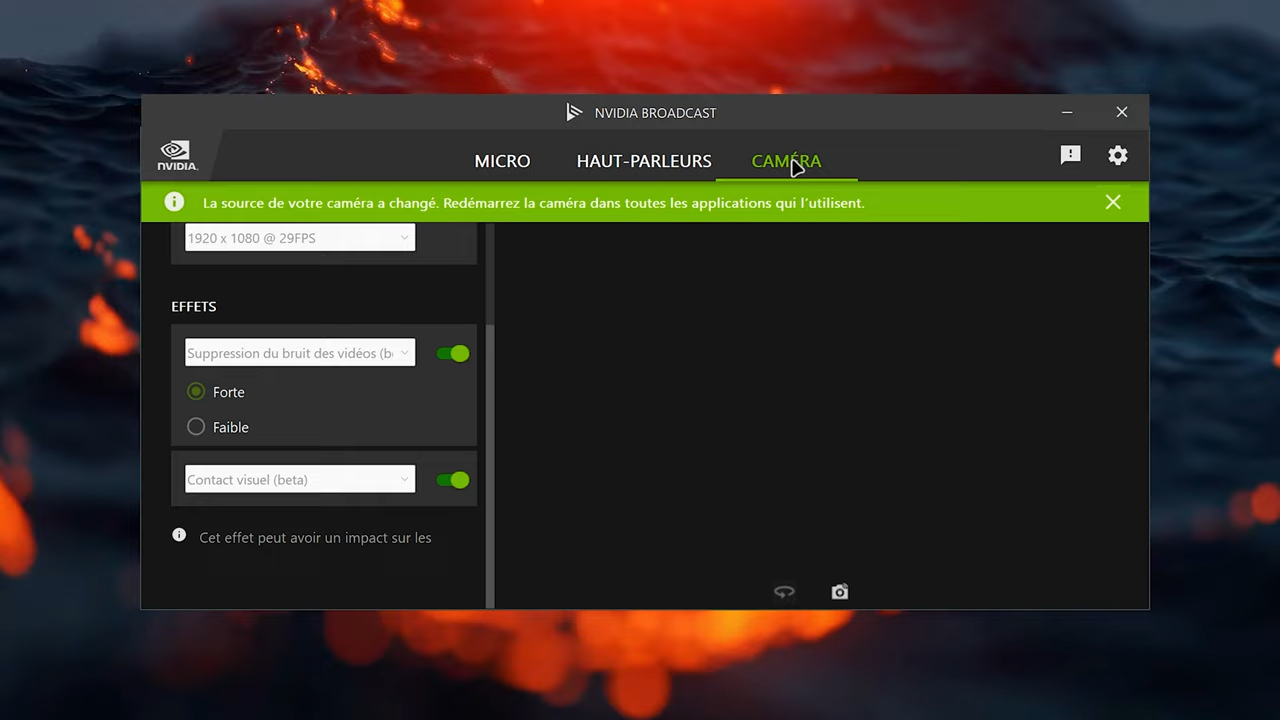 NVIDIA BROADCAST
NVIDIA.
MICRO
HAUT-PARLEURS
CAMÉRA
La source de votre caméra a changé. Redémarrez la caméra dans toutes les applications qui l'utilisent.
1920 x 1080 @ 29FPS
EFFETS
Suppression du bruit des vidéos (b
Forte
Faible
Contact visuel (beta)
Cet effet peut avoir un impact sur les